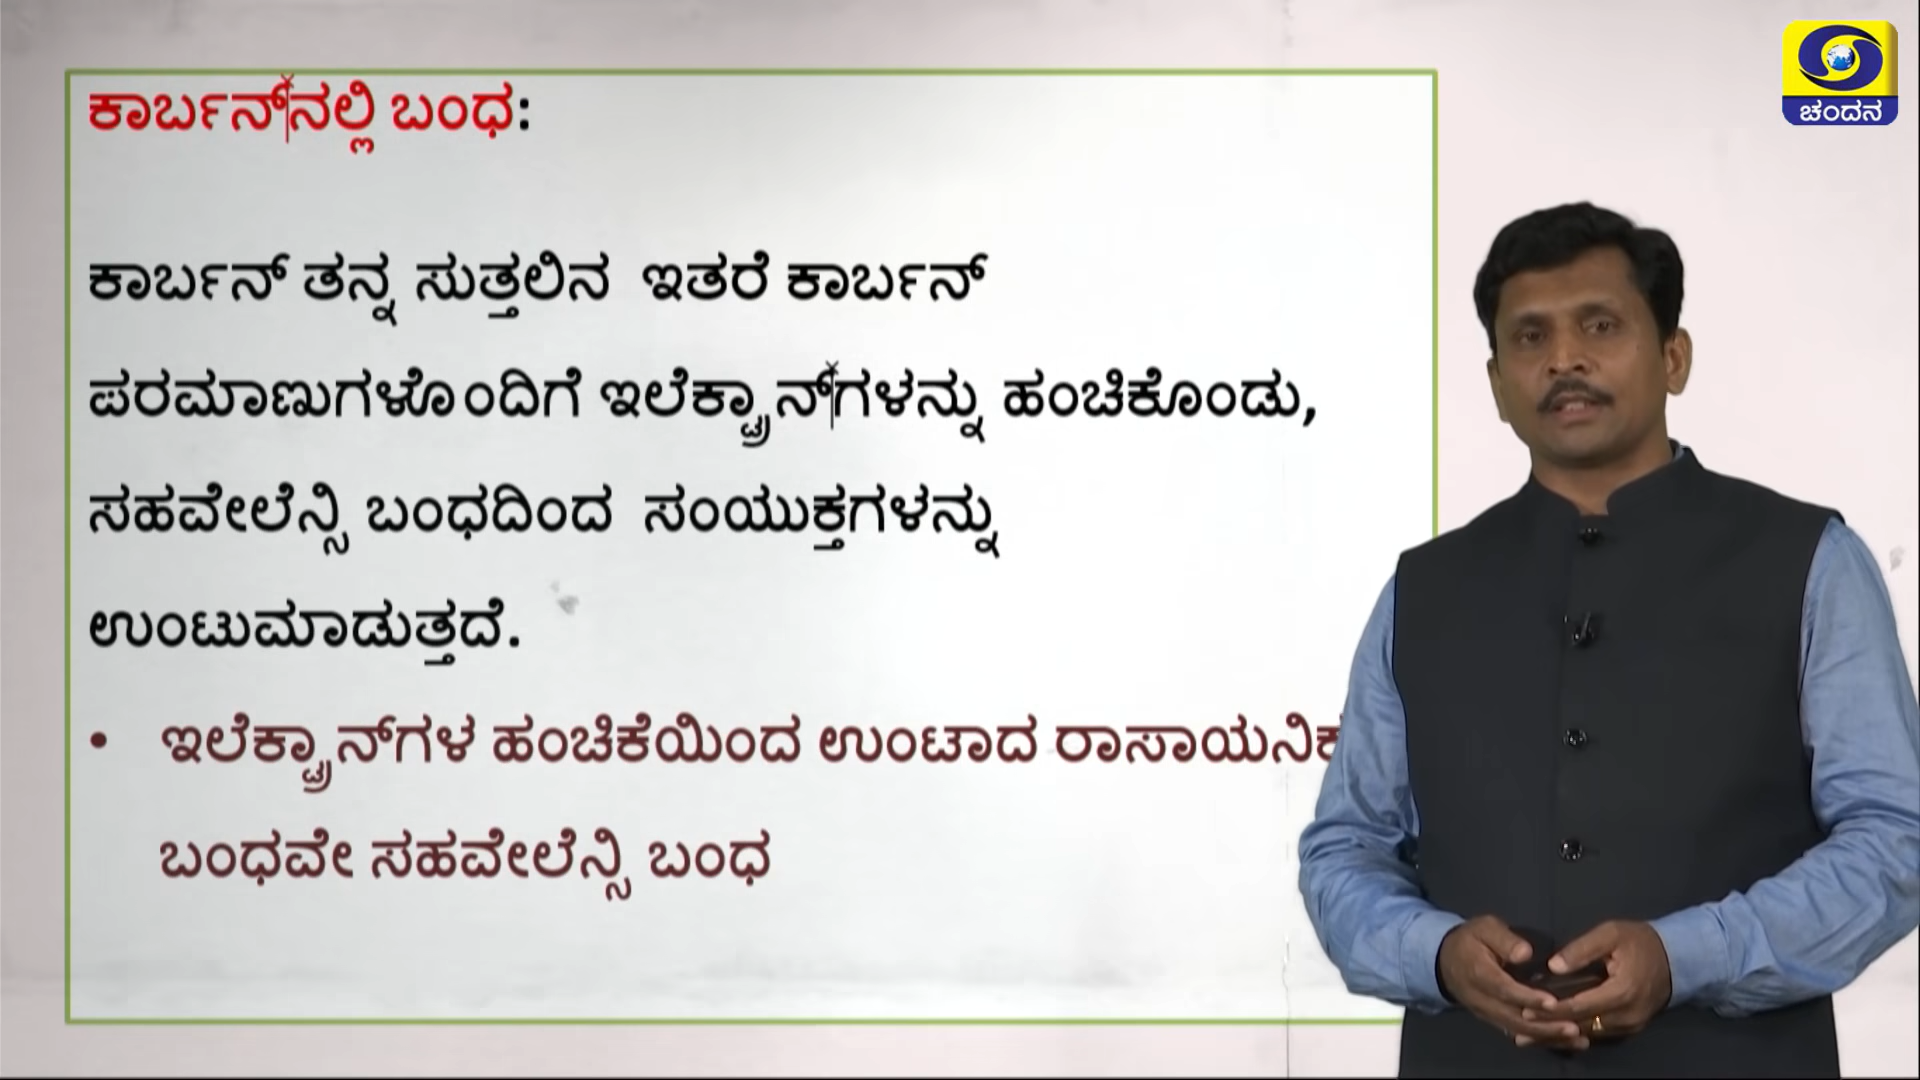 ಕಾರ್ಬನ್‌ನಲ್ಲಿ ಬಂಧ:
ಚಂದನ
ಕಾರ್ಬನ್ ತನ್ನ ಸುತ್ತಲಿನ ಇತರೆ ಕಾರ್ಬನ್
ಪರಮಾಣುಗಳೊಂದಿಗೆ ಇಲೆಕ್ಟ್ರಾನ್‌ಗಳನ್ನು ಹಂಚಿಕೊಂಡು,
ಸಹವೇಲೆನ್ಸಿ ಬಂಧದಿಂದ ಸಂಯುಕ್ತಗಳನ್ನು
ಉಂಟುಮಾಡುತ್ತದೆ.
• ಇಲೆಕ್ಟ್ರಾನ್‌ಗಳ ಹಂಚಿಕೆಯಿಂದ ಉಂಟಾದ ರಾಸಾಯನಿಕ
ಬಂಧವೇ ಸಹವೇಲೆನ್ಸಿ ಬಂಧ